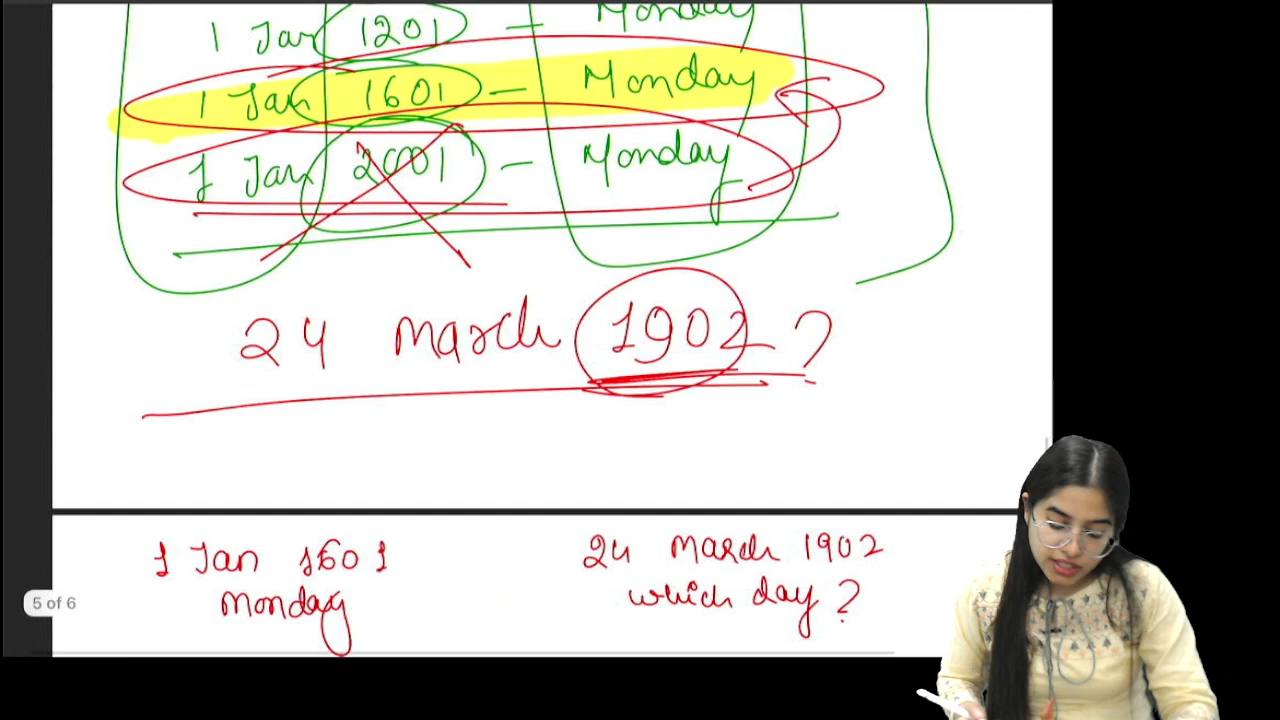 1 Jan 1201 - Monday
1 Jan 1601 - Monday
1 Jan 2001 - Monday
24 March 1902 ?
1 Jan 1601
Monday
24 March 1902
which day ?
5 of 6